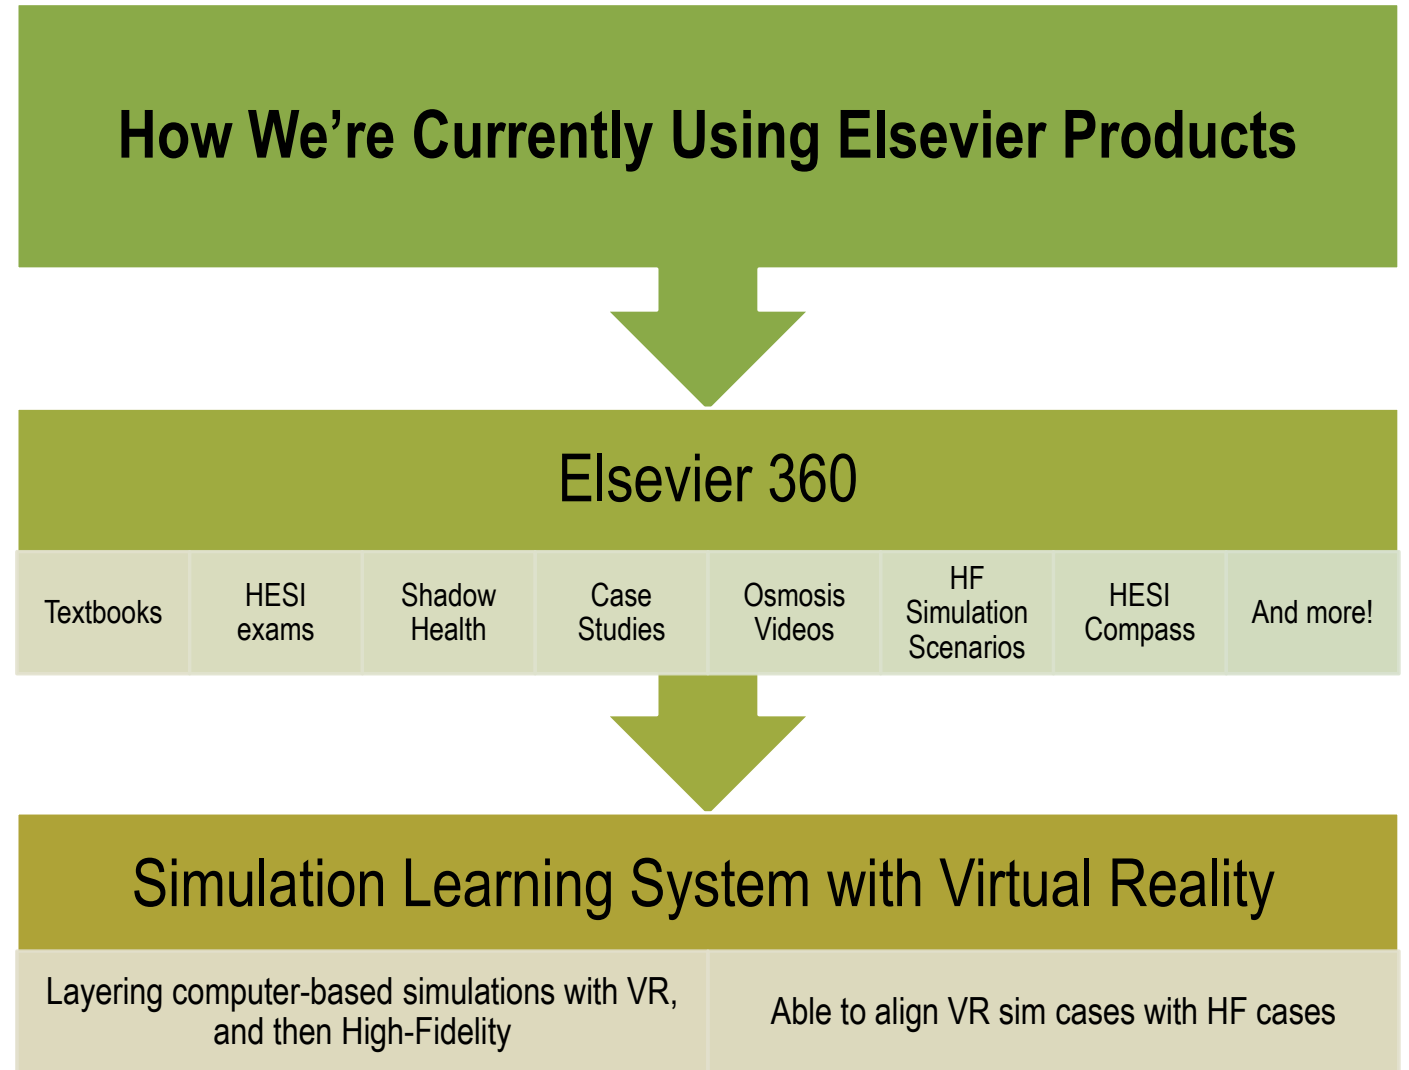 How We’re Currently Using Elsevier Products
Elsevier 360
Textbooks
HESI
exams
Shadow
Health
Case
Studies
Osmosis
Videos
HF
Simulation
Scenarios
HESI
Compass
And more!
Simulation Learning System with Virtual Reality
Layering computer-based simulations with VR,
and then High-Fidelity
Able to align VR sim cases with HF cases